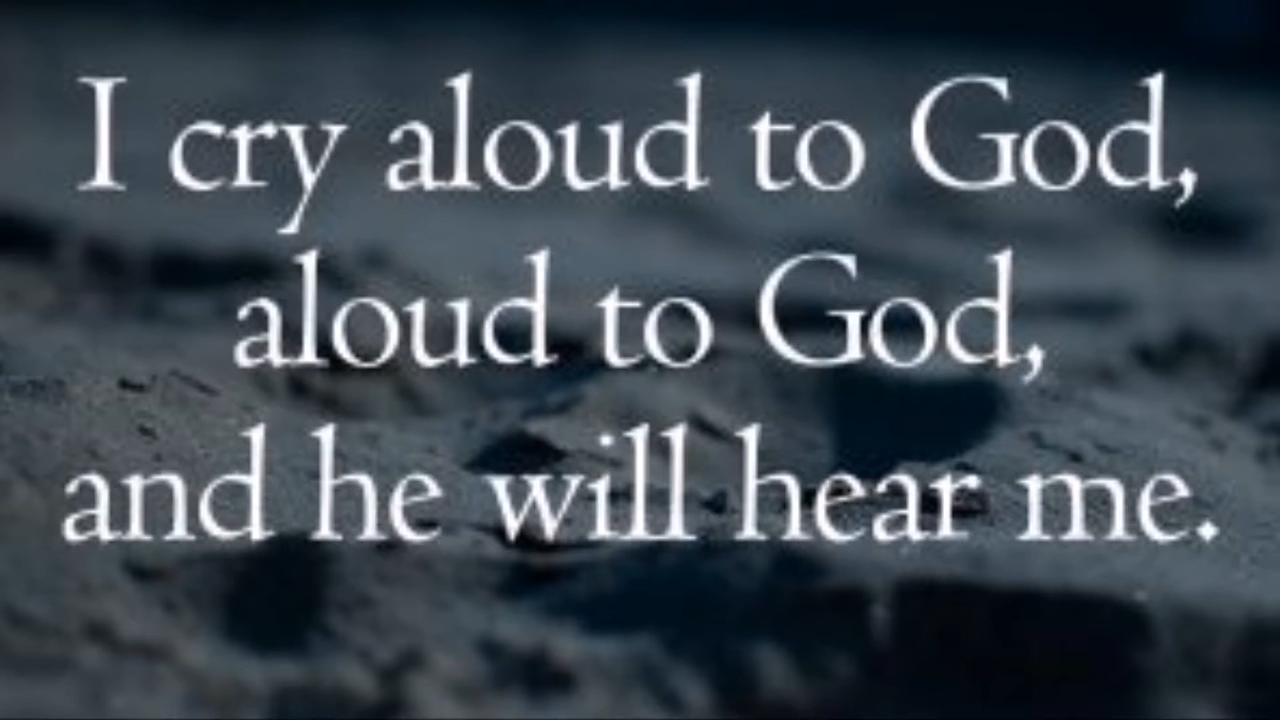 I cry aloud to God,
aloud to God,
and he will hear me.